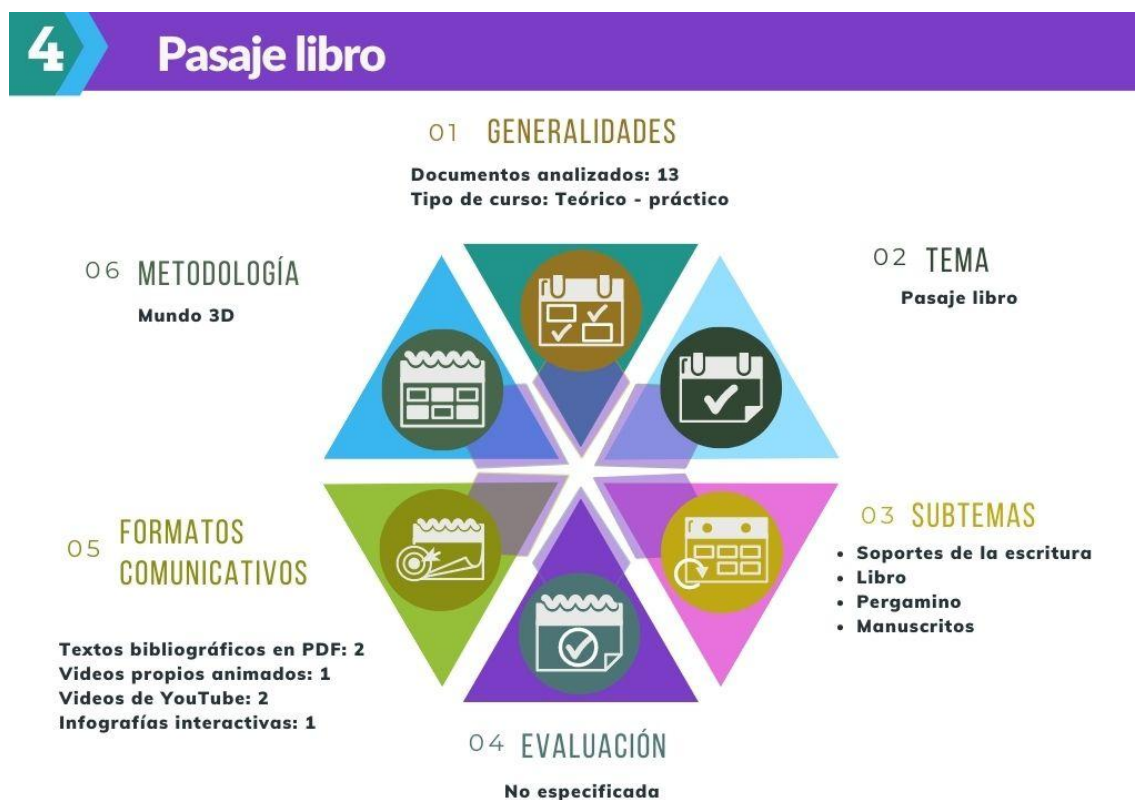 4 Pasaje libro
01 GENERALIDADES
Documentos analizados: 13
Tipo de curso: Teórico - práctico
02 TEMA
Pasaje libro
03 SUBTEMAS
• Soportes de la escritura
• Libro
• Pergamino
• Manuscritos
04 EVALUACIÓN
No especificada
05 FORMATOS
COMUNICATIVOS
Textos bibliográficos en PDF: 2
Videos propios animados: 1
Videos de YouTube: 2
Infografías interactivas: 1
06 METODOLOGÍA
Mundo 3D